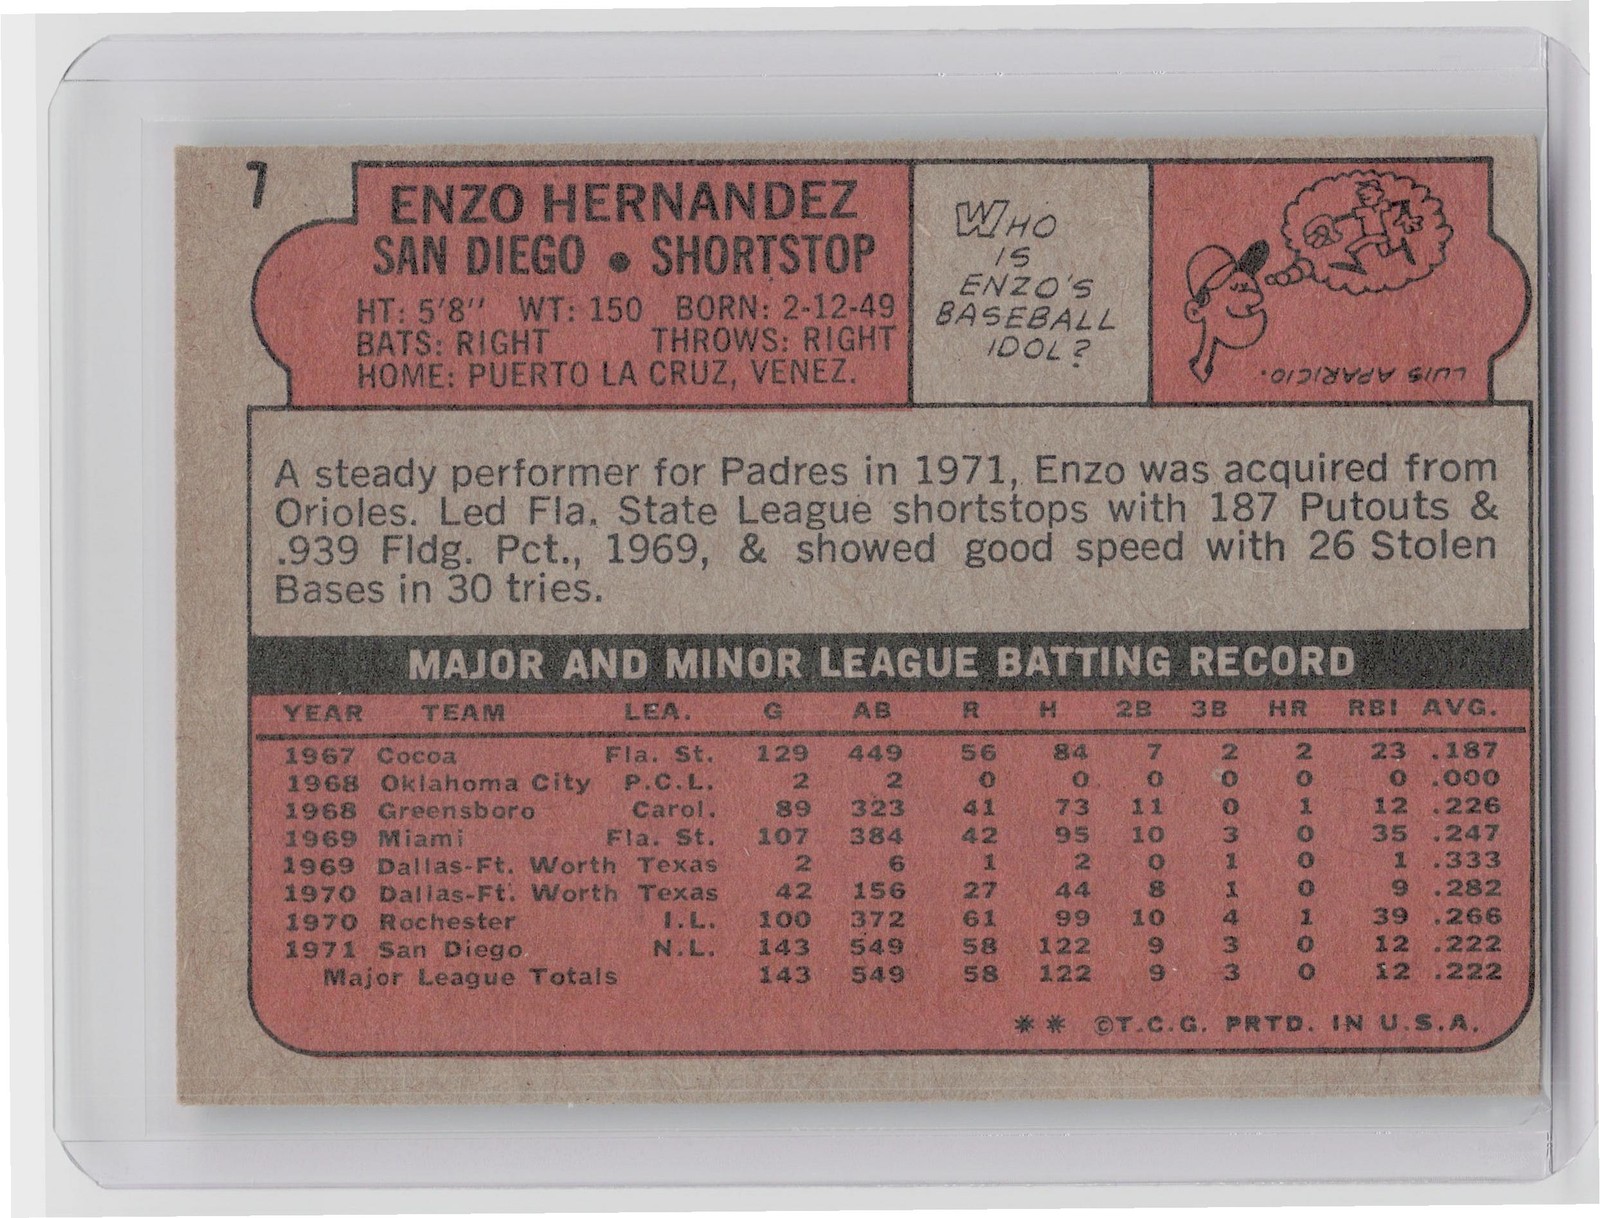 7
ENZO HERNANDEZ
SAN DIEGO • SHORTSTOP
HT: 5'8" WT: 150 BORN: 2-12-49
BATS: RIGHT THROWS: RIGHT
HOME: PUERTO LA CRUZ, VENEZ.
WHO
IS
ENZO'S
BASEBALL
IDOL?
LUIS APARICIO.
A steady performer for Padres in 1971, Enzo was acquired from
Orioles. Led Fla. State League shortstops with 187 Putouts &
.939 Fldg. Pct., 1969, & showed good speed with 26 Stolen
Bases in 30 tries.
MAJOR AND MINOR LEAGUE BATTING RECORD
YEAR TEAM LEA. G AB R H 2B 3B HR RBI AVG.
1967 Cocoa Fla. St. 129 449 56 84 7 2 2 23 .187
1968 Oklahoma City P.C.L. 2 2 0 0 0 0 0 0 .000
1968 Greensboro Carol. 89 323 41 73 11 0 1 12 .226
1969 Miami Fla. St. 107 384 42 95 10 3 0 35 .247
1969 Dallas-Ft. Worth Texas 2 6 1 2 0 1 0 1 .333
1970 Dallas-Ft. Worth Texas 42 156 27 44 8 1 0 9 .282
1970 Rochester I.L. 100 372 61 99 10 4 1 39 .266
1971 San Diego N.L. 143 549 58 122 9 3 0 12 .222
Major League Totals 143 549 58 122 9 3 0 12 .222
** ©T.C.G. PRTD. IN U.S.A.